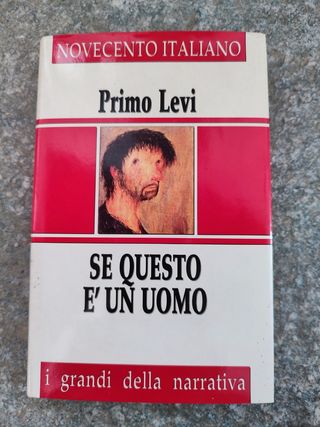 NOVECENTO ITALIANO
Primo Levi
SE QUESTO
E' UN UOMO
i grandi della narrativa